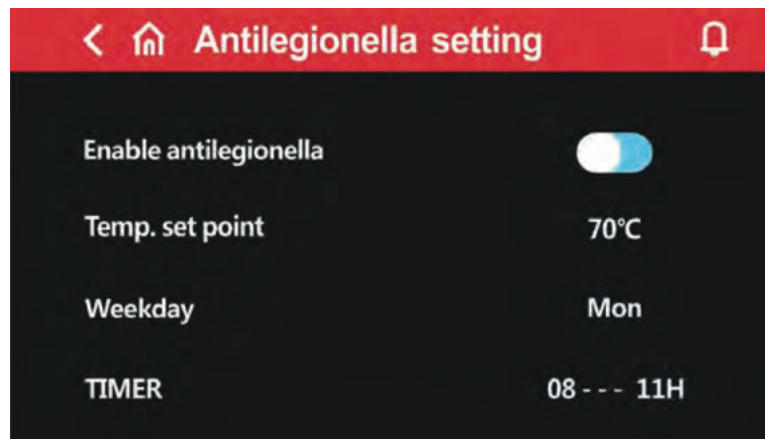 Antilegionella setting
Enable antilegionella
Temp. set point 70°C
Weekday Mon
TIMER 08 - - - 11H